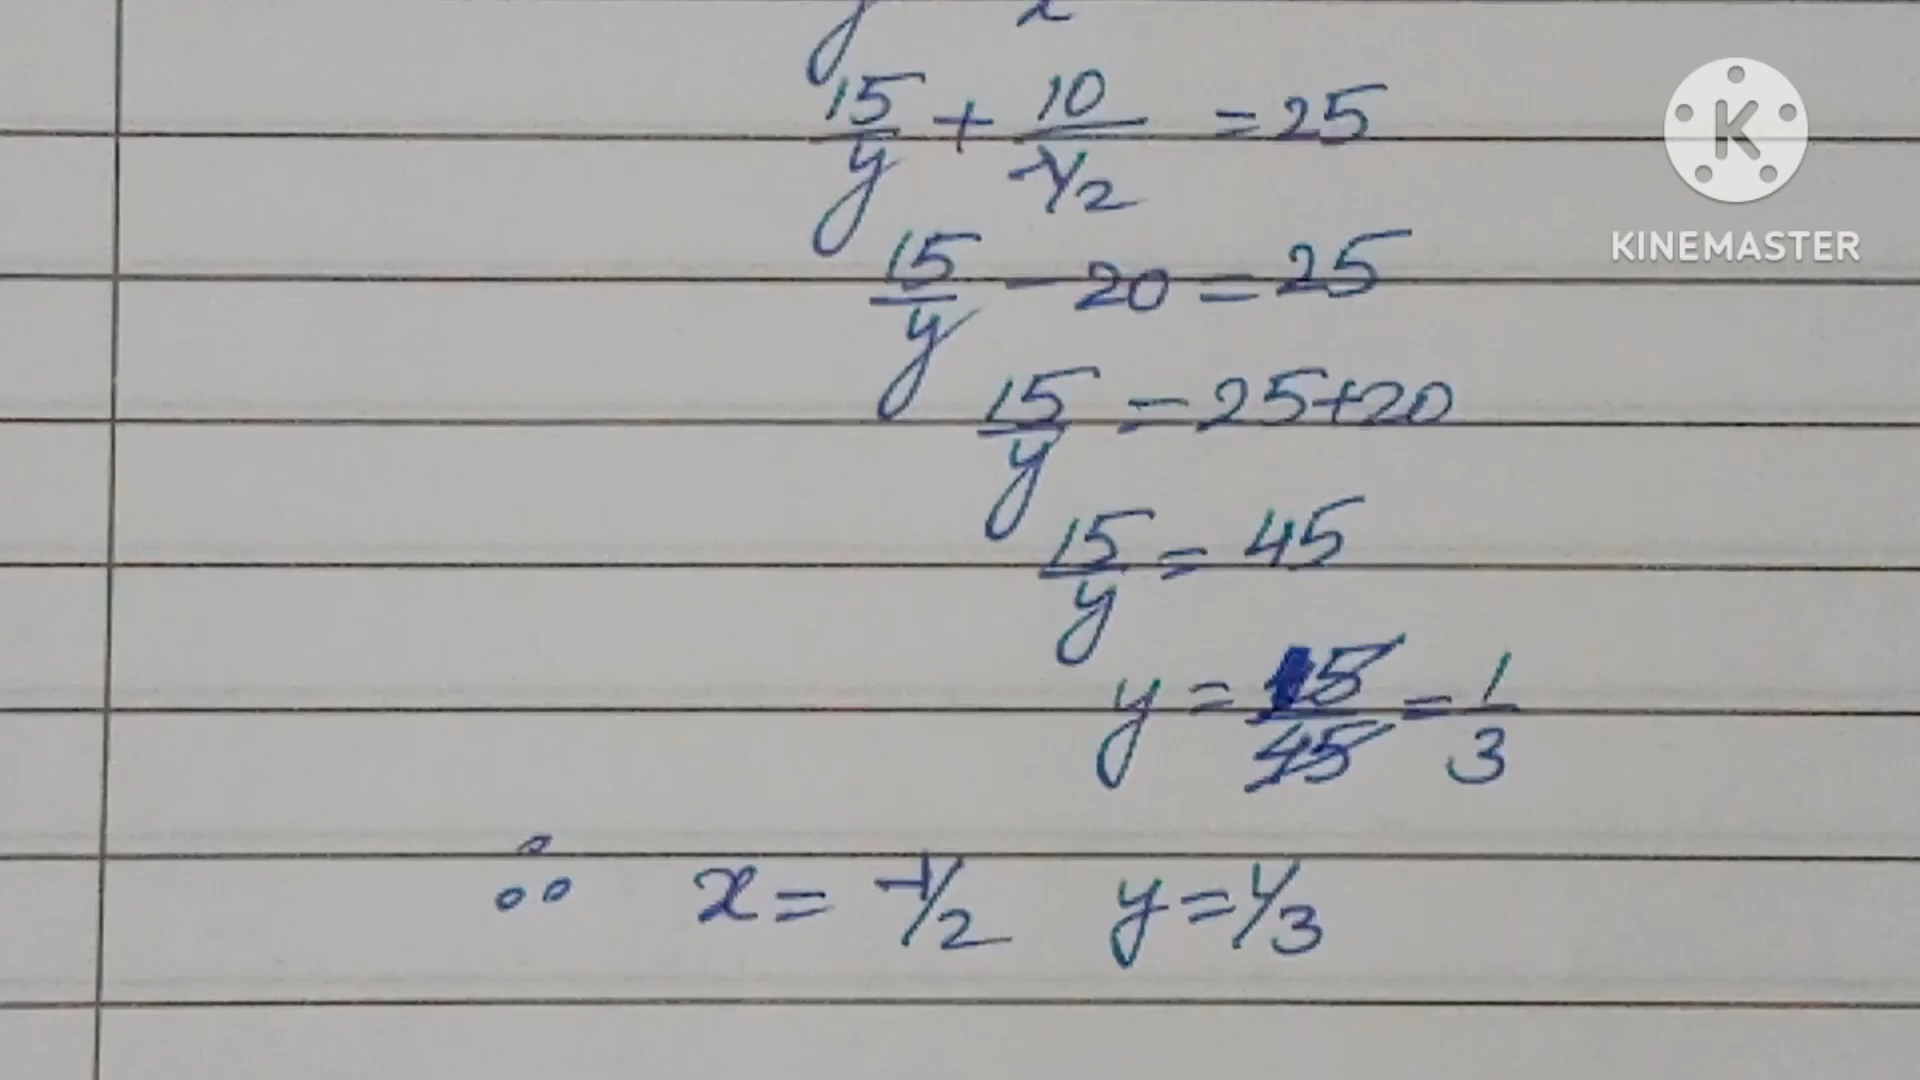 15/y + 10/-1/2 = 25
15/y - 20 = 25
15/y = 25+20
15/y = 45
y = 15/45 = 1/3
∴ x = -1/2 y = 1/3
KINEMASTER